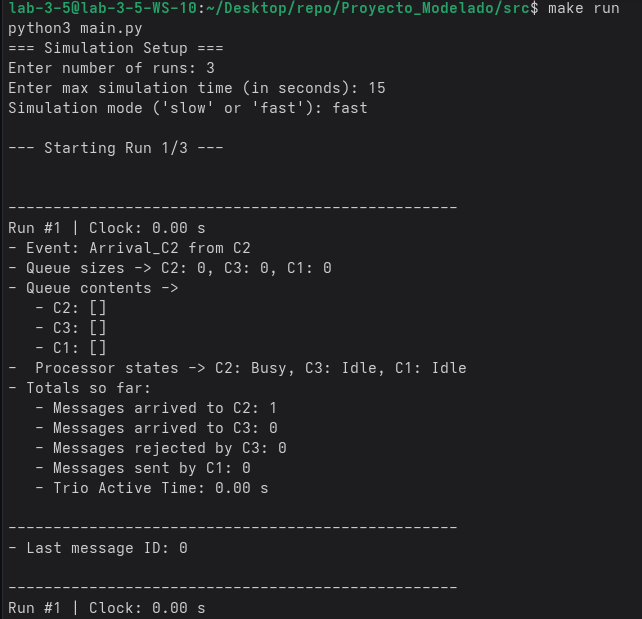 lab-3-5@lab-3-5-WS-10:~/Desktop/repo/Proyecto_Modelado/src$ make run
python3 main.py
=== Simulation Setup ===
Enter number of runs: 3
Enter max simulation time (in seconds): 15
Simulation mode ('slow' or 'fast'): fast

--- Starting Run 1/3 ---


--------------------------------------------------
Run #1 | Clock: 0.00 s
- Event: Arrival_C2 from C2
- Queue sizes -> C2: 0, C3: 0, C1: 0
- Queue contents ->
   - C2: []
   - C3: []
   - C1: []
-  Processor states -> C2: Busy, C3: Idle, C1: Idle
- Totals so far:
   - Messages arrived to C2: 1
   - Messages arrived to C3: 0
   - Messages rejected by C3: 0
   - Messages sent by C1: 0
   - Trio Active Time: 0.00 s

--------------------------------------------------
- Last message ID: 0

--------------------------------------------------
Run #1 | Clock: 0.00 s